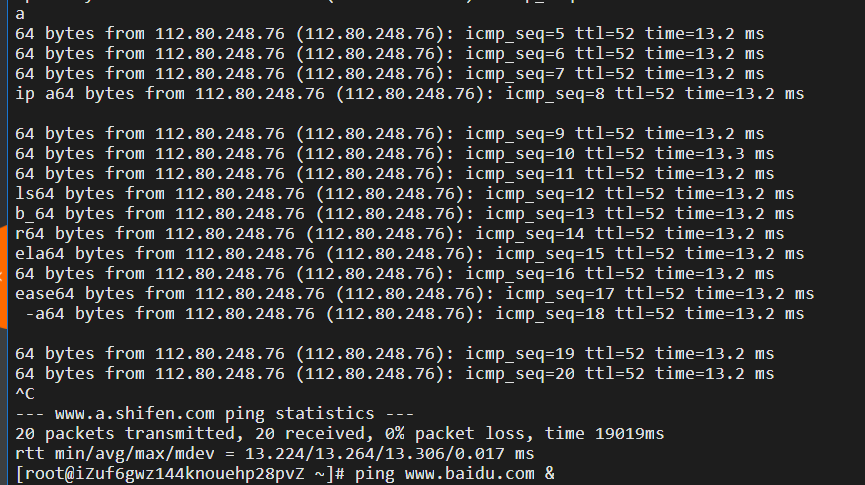 a
64 bytes from 112.80.248.76 (112.80.248.76): icmp_seq=5 ttl=52 time=13.2 ms
64 bytes from 112.80.248.76 (112.80.248.76): icmp_seq=6 ttl=52 time=13.2 ms
64 bytes from 112.80.248.76 (112.80.248.76): icmp_seq=7 ttl=52 time=13.2 ms
ip a64 bytes from 112.80.248.76 (112.80.248.76): icmp_seq=8 ttl=52 time=13.2 ms
64 bytes from 112.80.248.76 (112.80.248.76): icmp_seq=9 ttl=52 time=13.2 ms
64 bytes from 112.80.248.76 (112.80.248.76): icmp_seq=10 ttl=52 time=13.3 ms
64 bytes from 112.80.248.76 (112.80.248.76): icmp_seq=11 ttl=52 time=13.2 ms
ls64 bytes from 112.80.248.76 (112.80.248.76): icmp_seq=12 ttl=52 time=13.2 ms
b_64 bytes from 112.80.248.76 (112.80.248.76): icmp_seq=13 ttl=52 time=13.2 ms
r64 bytes from 112.80.248.76 (112.80.248.76): icmp_seq=14 ttl=52 time=13.2 ms
ela64 bytes from 112.80.248.76 (112.80.248.76): icmp_seq=15 ttl=52 time=13.2 ms
64 bytes from 112.80.248.76 (112.80.248.76): icmp_seq=16 ttl=52 time=13.2 ms
ease64 bytes from 112.80.248.76 (112.80.248.76): icmp_seq=17 ttl=52 time=13.2 ms
 -a64 bytes from 112.80.248.76 (112.80.248.76): icmp_seq=18 ttl=52 time=13.2 ms
64 bytes from 112.80.248.76 (112.80.248.76): icmp_seq=19 ttl=52 time=13.2 ms
64 bytes from 112.80.248.76 (112.80.248.76): icmp_seq=20 ttl=52 time=13.2 ms
^C
--- www.a.shifen.com ping statistics ---
20 packets transmitted, 20 received, 0% packet loss, time 19019ms
rtt min/avg/max/mdev = 13.224/13.264/13.306/0.017 ms
[root@iZuf6gwz144knouehp28pvZ ~]# ping www.baidu.com &